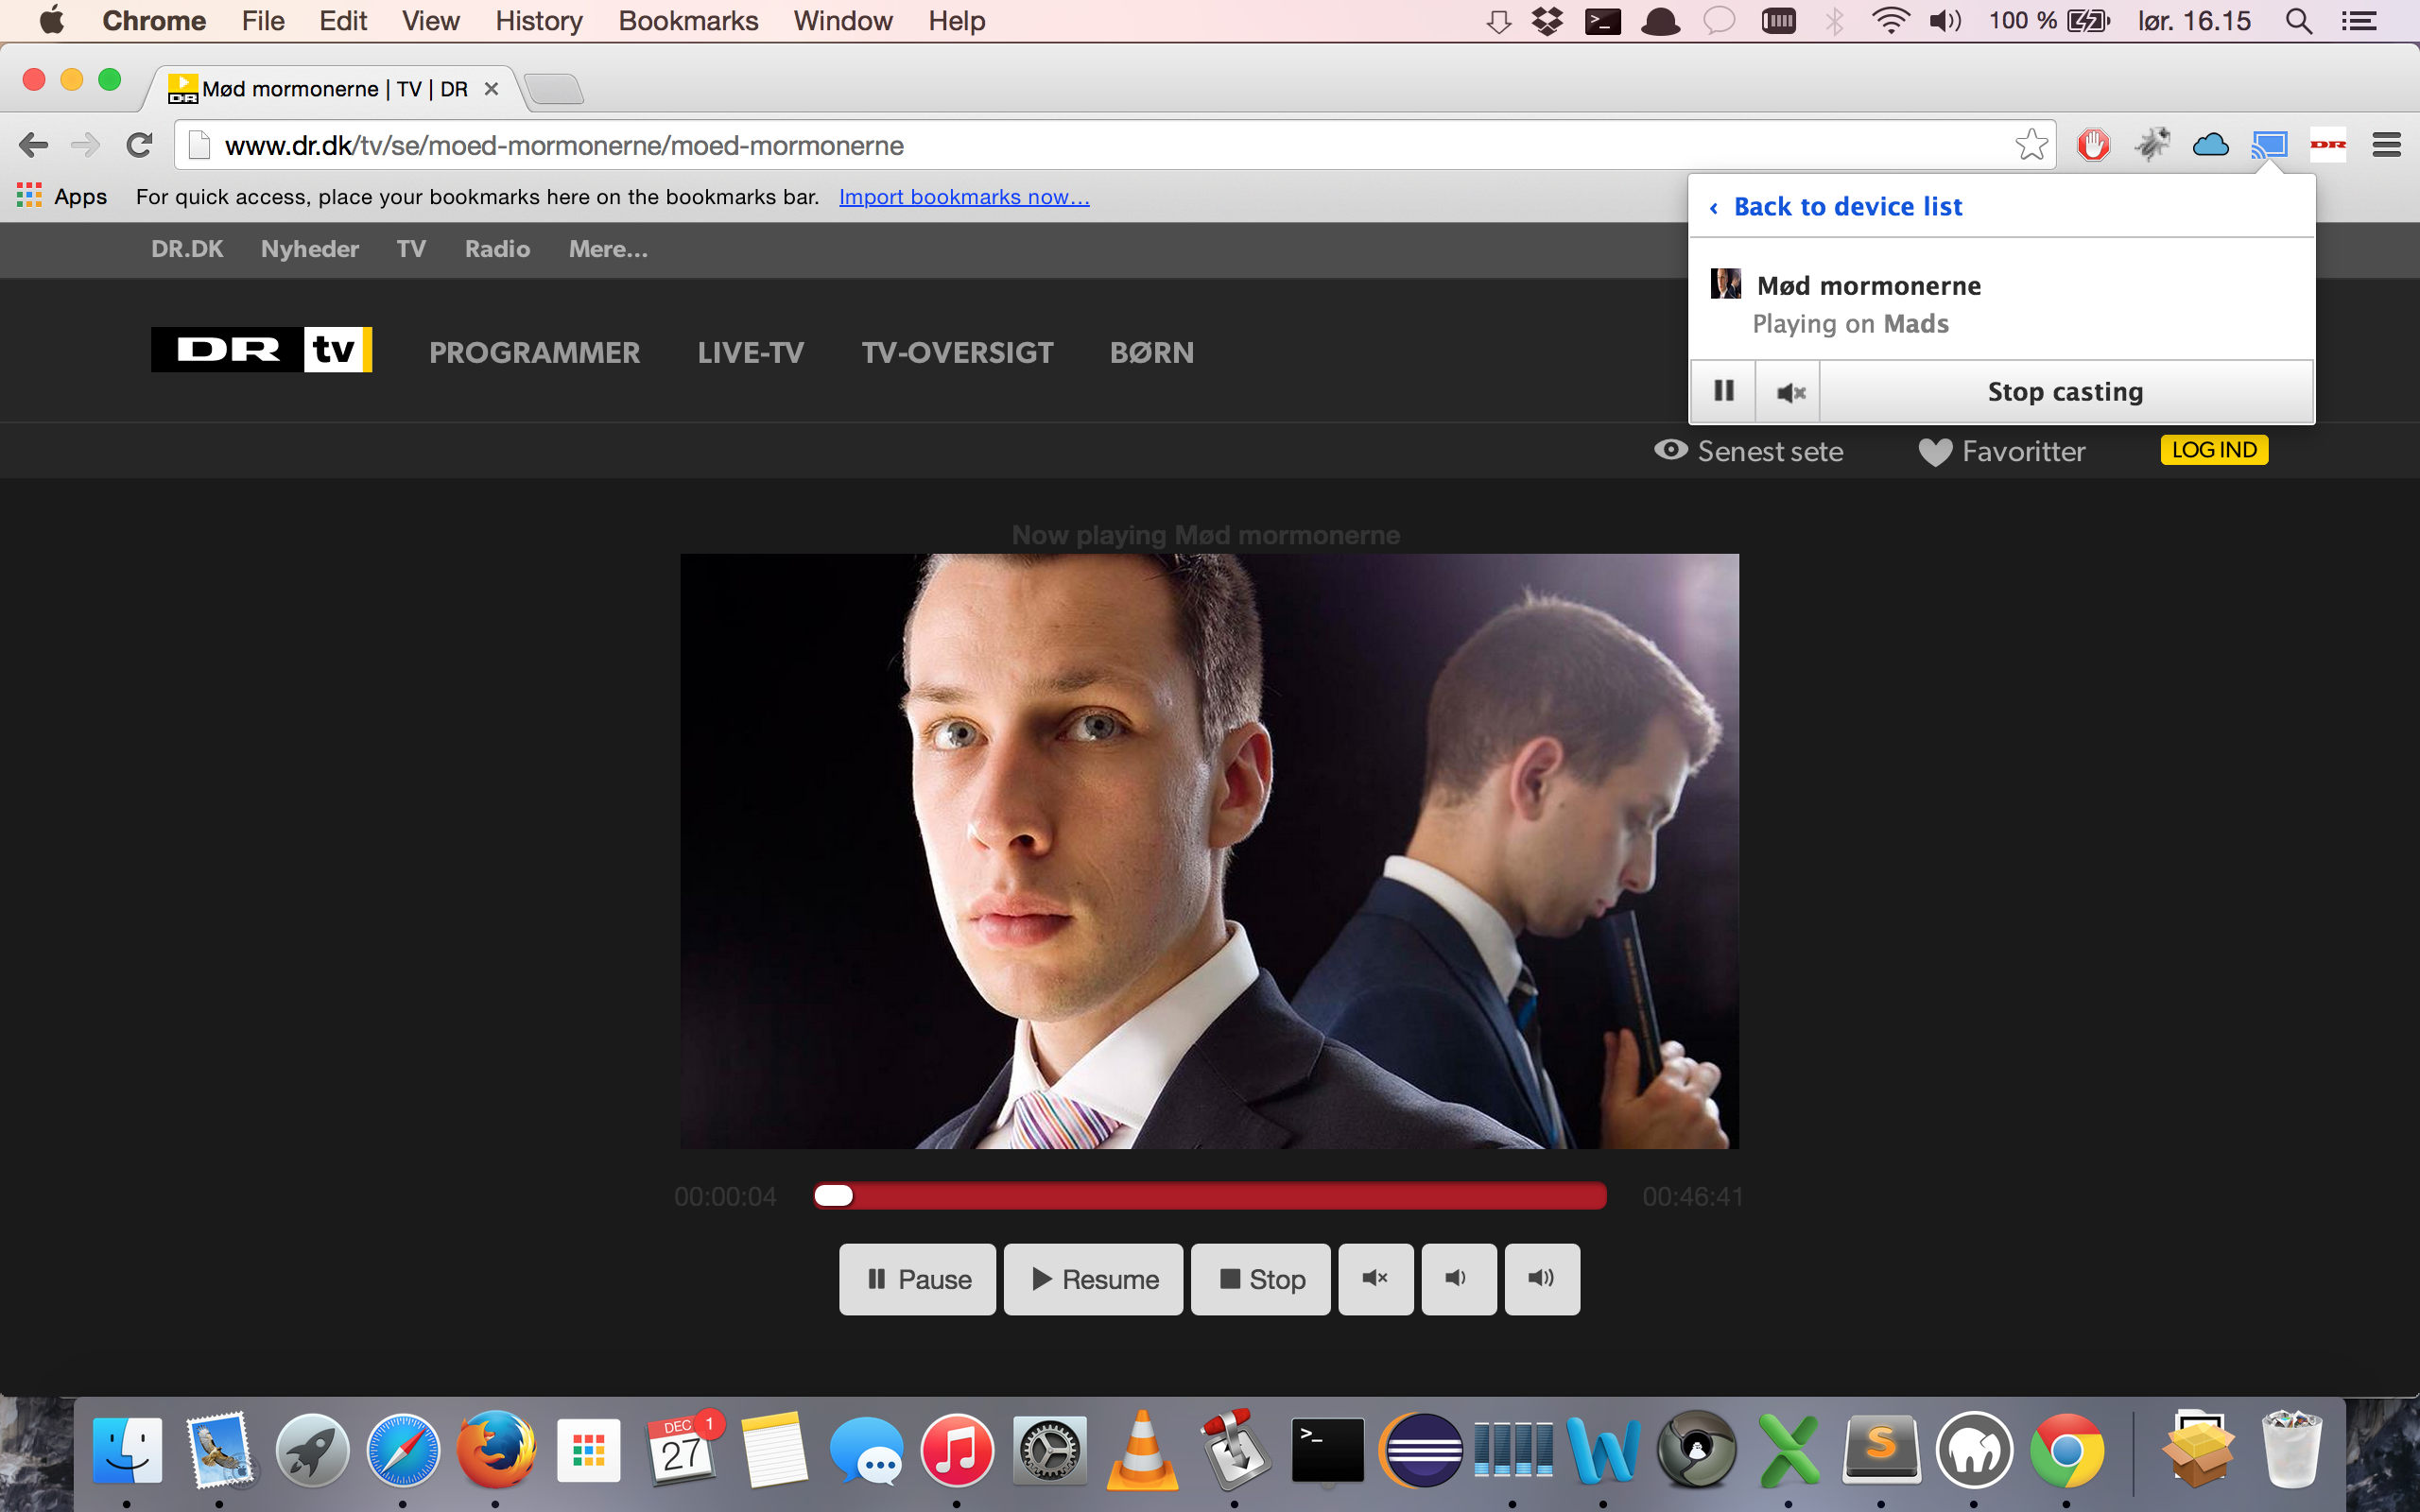 Chrome File Edit View History Bookmarks Window Help 100 % lør. 16.15
Mød mormonerne | TV | DR
www.dr.dk/tv/se/moed-mormonerne/moed-mormonerne
DR
Apps For quick access, place your bookmarks here on the bookmarks bar. Import bookmarks now...
‹ Back to device list
Mød mormonerne
Playing on Mads
Stop casting
DR.DK Nyheder TV Radio Mere...
DR tv PROGRAMMER LIVE-TV TV-OVERSIGT BØRN
Senest sete Favoritter LOG IND
Now playing Mød mormonerne
00:00:04 00:46:41
Pause Resume Stop
DEC 1
27